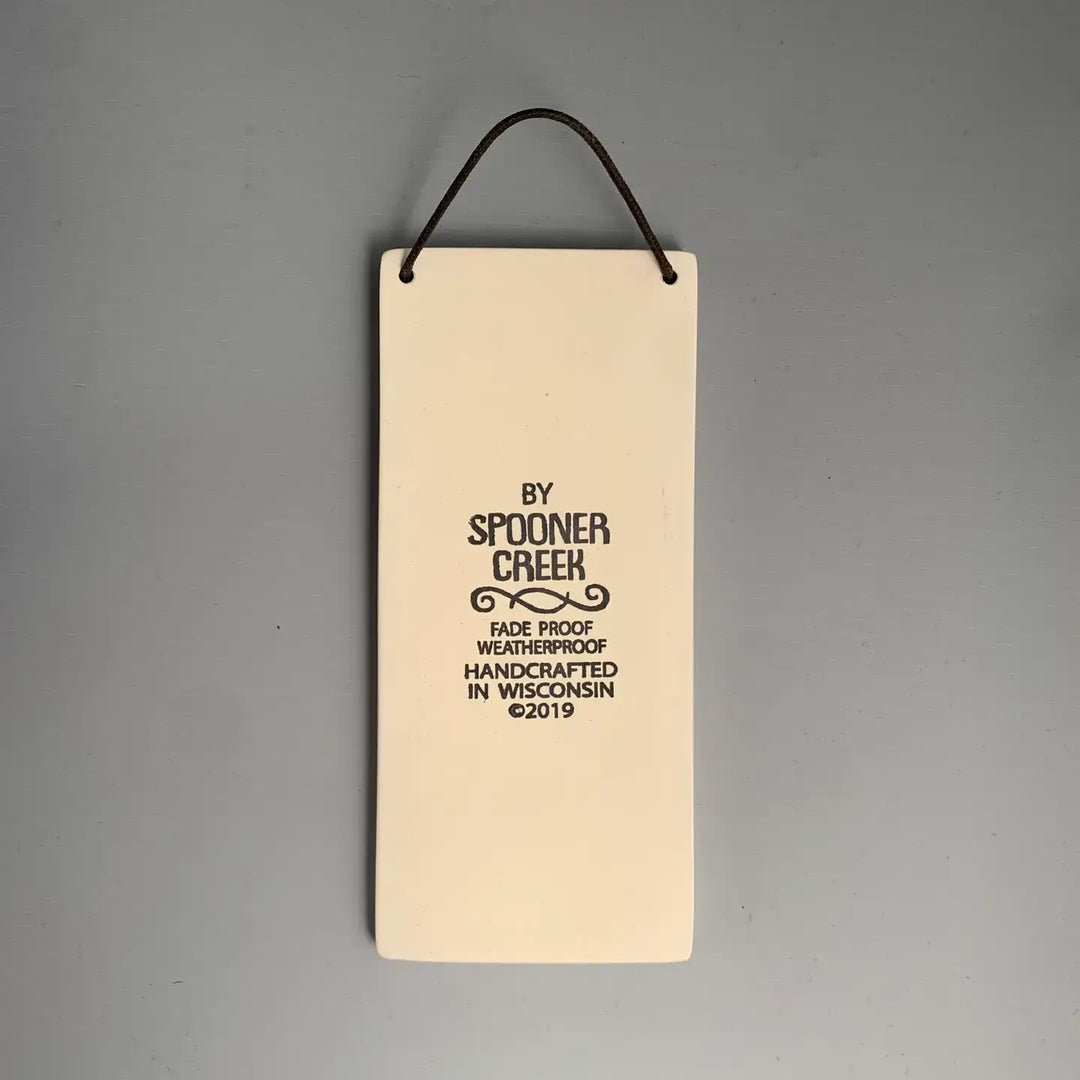 BY
SPOONER
CREEK
FADE PROOF
WEATHERPROOF
HANDCRAFTED
IN WISCONSIN
©2019